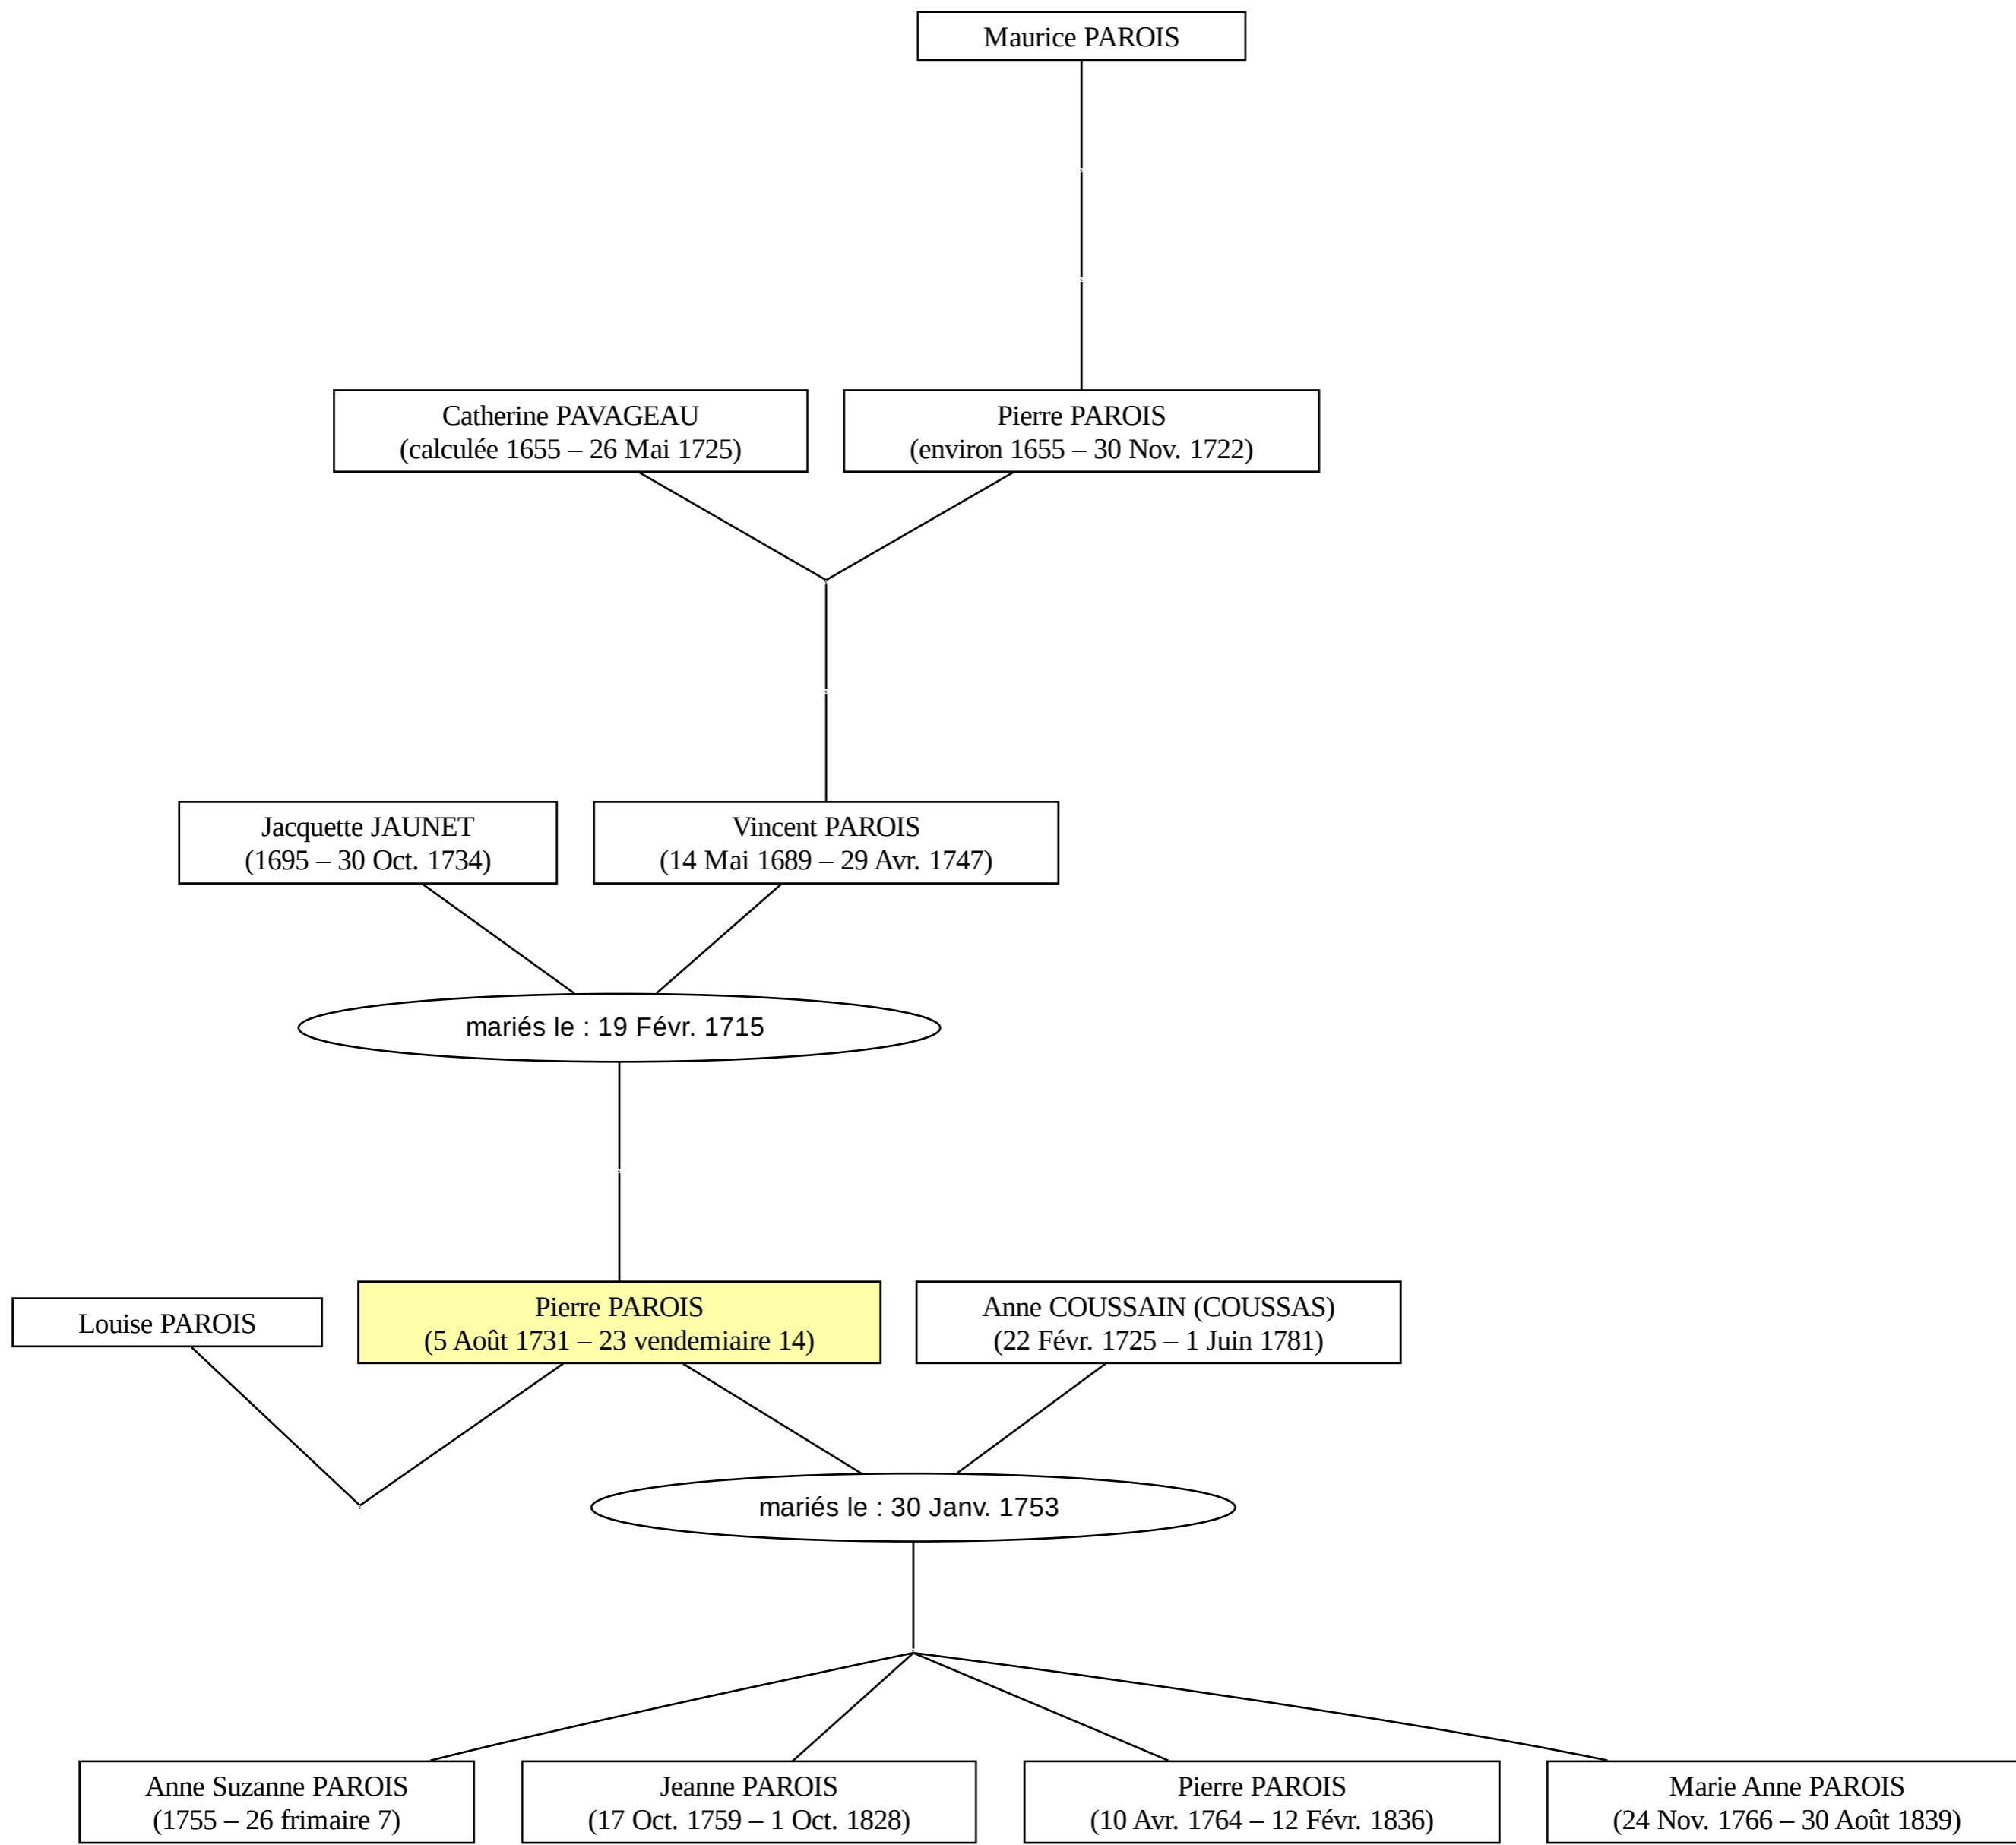 Maurice PAROIS
Catherine PAVAGEAU
(calculée 1655 – 26 Mai 1725)
Pierre PAROIS
(environ 1655 – 30 Nov. 1722)
Jacquette JAUNET
(1695 – 30 Oct. 1734)
Vincent PAROIS
(14 Mai 1689 – 29 Avr. 1747)
mariés le : 19 Févr. 1715
Louise PAROIS
Pierre PAROIS
(5 Août 1731 – 23 vendemiaire 14)
Anne COUSSAIN (COUSSAS)
(22 Févr. 1725 – 1 Juin 1781)
mariés le : 30 Janv. 1753
Anne Suzanne PAROIS
(1755 – 26 frimaire 7)
Jeanne PAROIS
(17 Oct. 1759 – 1 Oct. 1828)
Pierre PAROIS
(10 Avr. 1764 – 12 Févr. 1836)
Marie Anne PAROIS
(24 Nov. 1766 – 30 Août 1839)